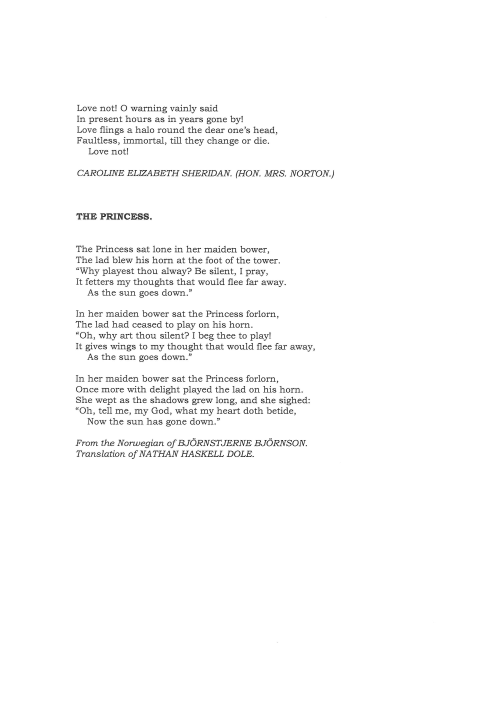 Love not! O warning vainly said
In present hours as in years gone by!
Love flings a halo round the dear one's head,
Faultless, immortal, till they change or die.
Love not!
CAROLINE ELIZABETH SHERIDAN. (HON. MRS. NORTON.)
THE PRINCESS.
The Princess sat lone in her maiden bower,
The lad blew his horn at the foot of the tower.
"Why playest thou alway? Be silent, I pray,
It fetters my thoughts that would flee far away.
As the sun goes down."
In her maiden bower sat the Princess forlorn,
The lad had ceased to play on his horn.
"Oh, why art thou silent? I beg thee to play!
It gives wings to my thought that would flee far away,
As the sun goes down."
In her maiden bower sat the Princess forlorn,
Once more with delight played the lad on his horn.
She wept as the shadows grew long, and she sighed:
"Oh, tell me, my God, what my heart doth betide,
Now the sun has gone down."
From the Norwegian of BJÖRNSTJERNE BJÖRNSON.
Translation of NATHAN HASKELL DOLE.